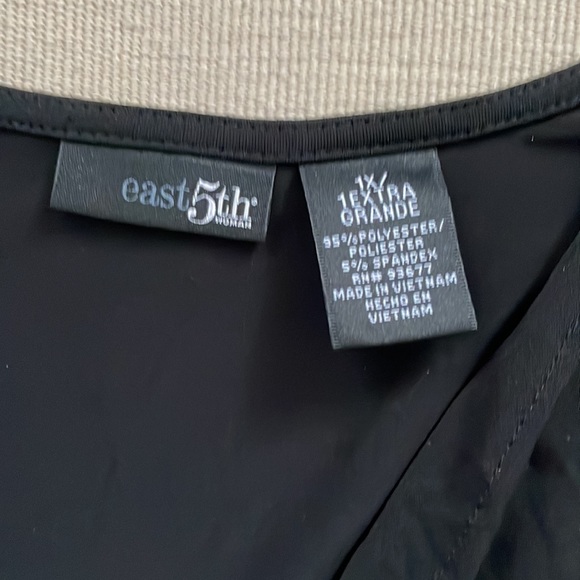 east5th®
WOMAN
1X/
1EXTRA
GRANDE
95%POLYESTER/
POLIESTER
5% SPANDEX
RN# 93677
MADE IN VIETNAM
HECHO EN
VIETNAM